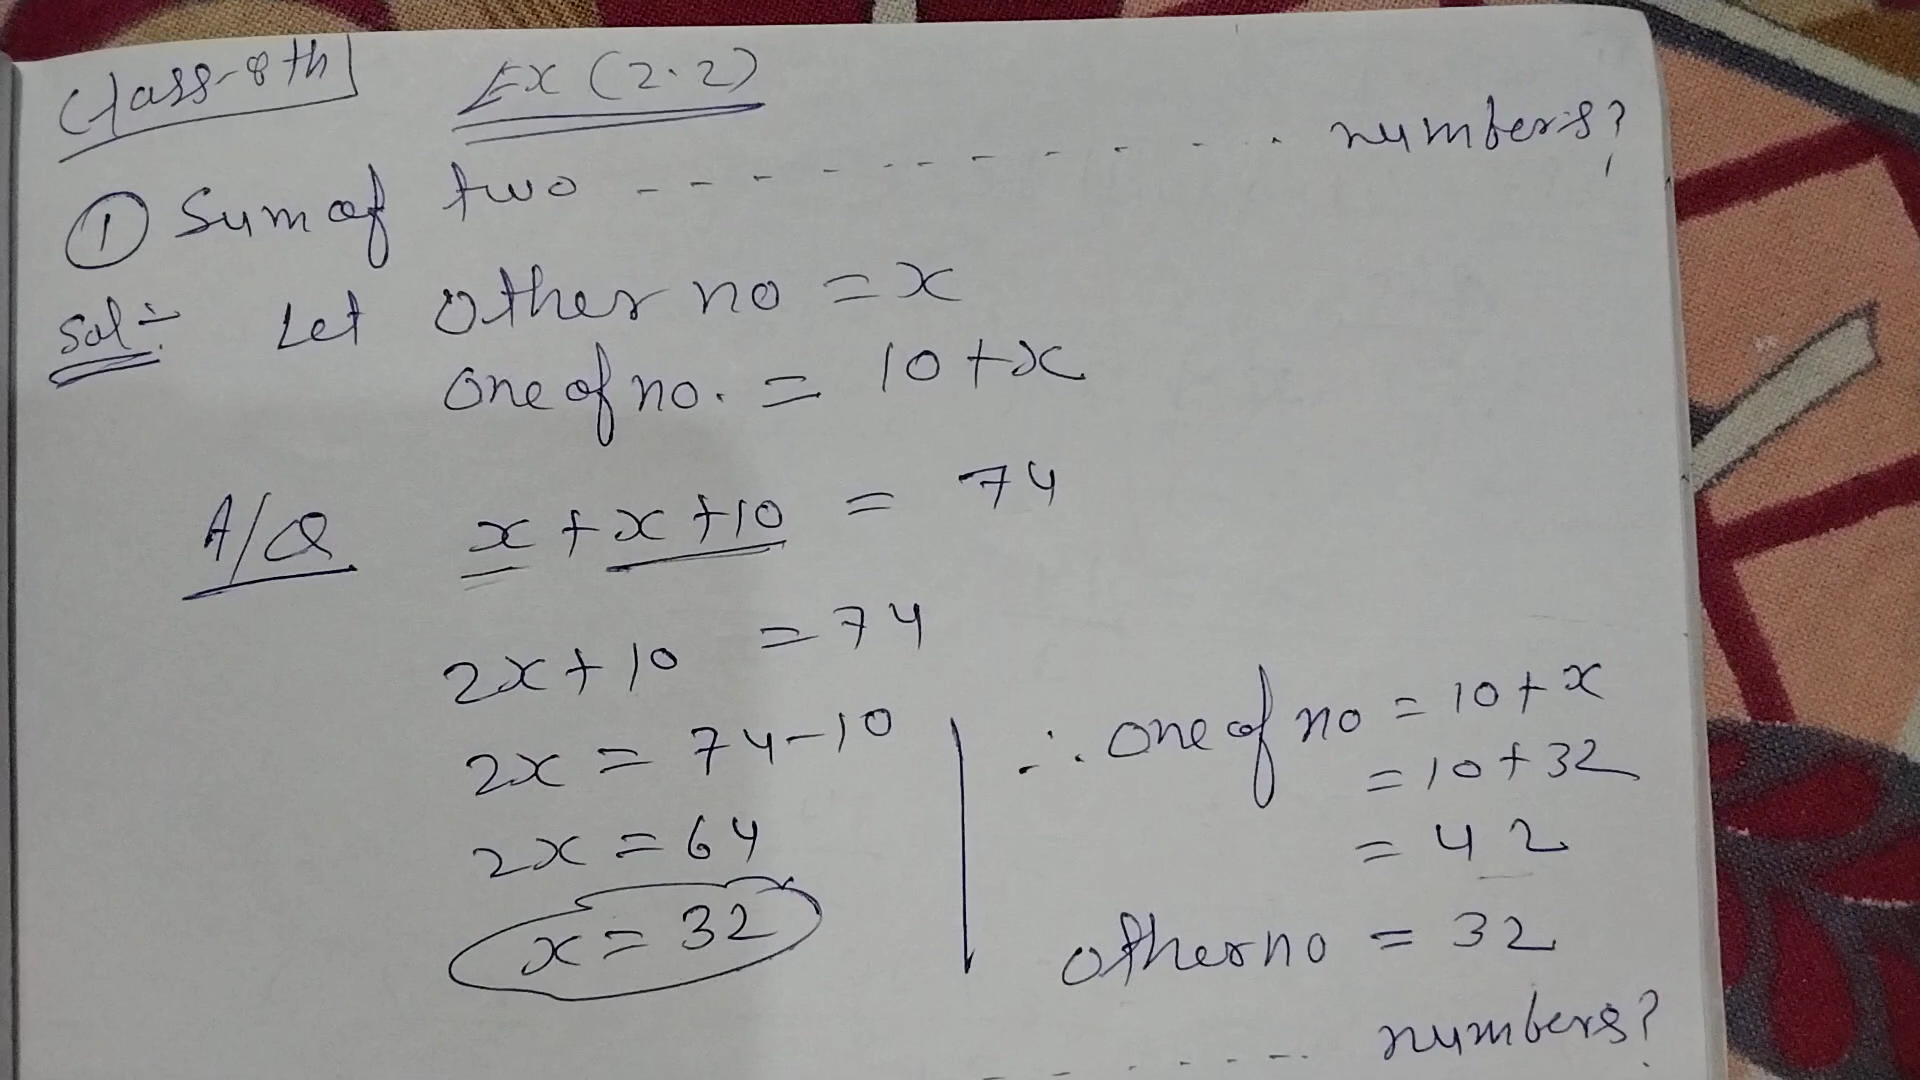 Class-8th
Ex (2.2)
① Sum of two - - - - - - - - - - - numbers?
Sol:- Let other no = x
one of no. = 10+x
A/Q x + x +10 = 74
2x+10 = 74
2x = 74-10
2x = 64
x = 32
∴ one of no = 10+x
= 10+32
= 42
other no = 32
- - . . . - - . numbers?